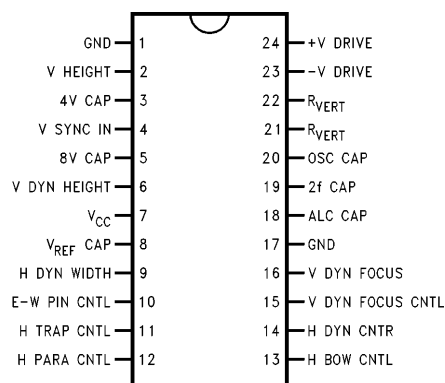 GND 1 24 +V DRIVE
V HEIGHT 2 23 -V DRIVE
4V CAP 3 22 RVERT
V SYNC IN 4 21 RVERT
8V CAP 5 20 OSC CAP
V DYN HEIGHT 6 19 2f CAP
VCC 7 18 ALC CAP
VREF CAP 8 17 GND
H DYN WIDTH 9 16 V DYN FOCUS
E-W PIN CNTL 10 15 V DYN FOCUS CNTL
H TRAP CNTL 11 14 H DYN CNTR
H PARA CNTL 12 13 H BOW CNTL